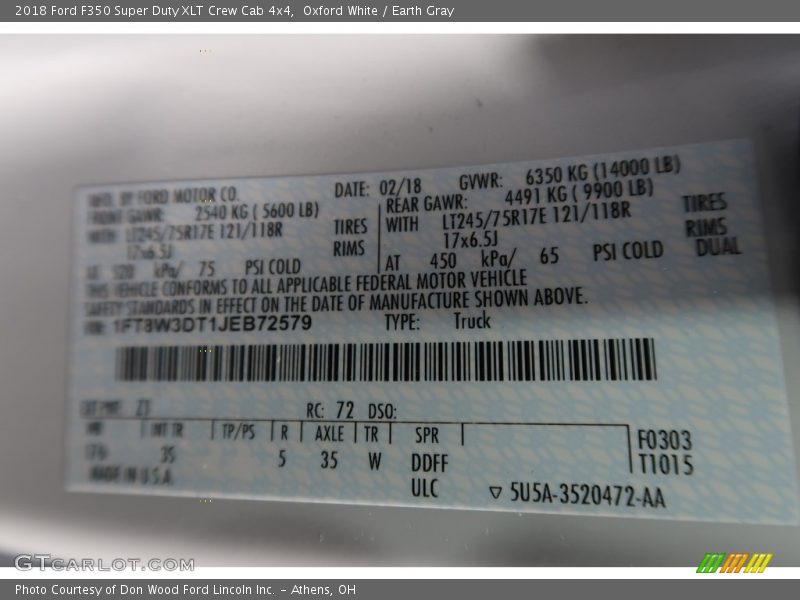 2018 Ford F350 Super Duty XLT Crew Cab 4x4, Oxford White / Earth Gray
MFD. BY FORD MOTOR CO. DATE: 02/18 GVWR: 6350 KG (14000 LB)
FRONT GAWR: 2540 KG ( 5600 LB) REAR GAWR: 4491 KG ( 9900 LB)
WITH LT245/75R17E 121/118R TIRES WITH LT245/75R17E 121/118R TIRES
17x6.5J RIMS 17x6.5J RIMS
AT 520 kPa/ 75 PSI COLD AT 450 kPa/ 65 PSI COLD DUAL
THIS VEHICLE CONFORMS TO ALL APPLICABLE FEDERAL MOTOR VEHICLE
SAFETY STANDARDS IN EFFECT ON THE DATE OF MANUFACTURE SHOWN ABOVE.
VIN: 1FT8W3DT1JEB72579 TYPE: Truck
EXT PNT: Z1 RC: 72 DSO:
WB INT TR TP/PS R AXLE TR SPR F0303
176 3S 5 35 W DDFF T1015
MADE IN U.S.A. ULC ▽ 5U5A-3520472-AA
GTCARLOT.COM
Photo Courtesy of Don Wood Ford Lincoln Inc. - Athens, OH